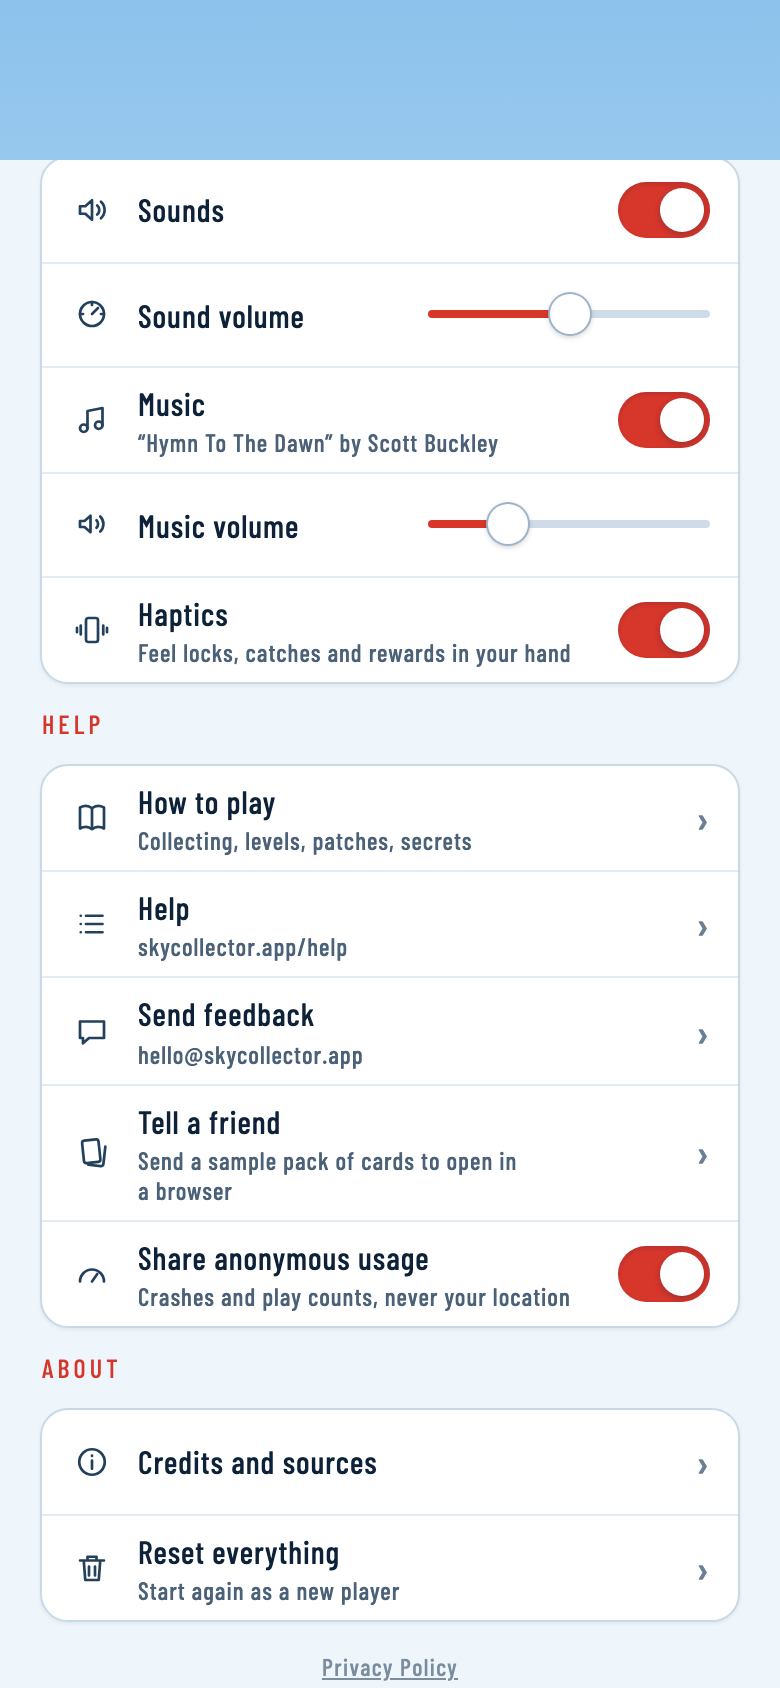 Sounds
Sound volume
Music
“Hymn To The Dawn” by Scott Buckley
Music volume
Haptics
Feel locks, catches and rewards in your hand
HELP
How to play
Collecting, levels, patches, secrets
Help
skycollector.app/help
Send feedback
hello@skycollector.app
Tell a friend
Send a sample pack of cards to open in
a browser
Share anonymous usage
Crashes and play counts, never your location
ABOUT
Credits and sources
Reset everything
Start again as a new player
Privacy Policy